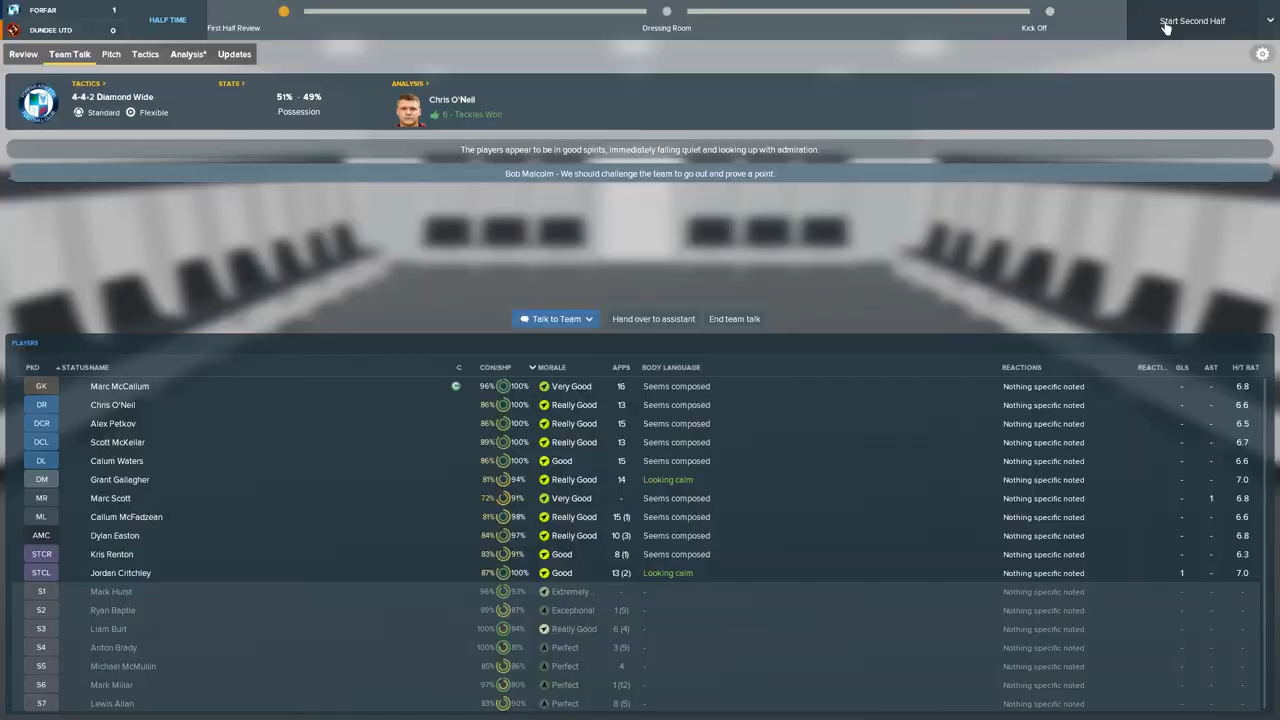 FORFAR 1
DUNDEE UTD 0
HALF TIME
First Half Review
Dressing Room
Kick Off
Start Second Half
Review
Team Talk
Pitch
Tactics
Analysis*
Updates
TACTICS >
STATS >
ANALYSIS >
4-4-2 Diamond Wide
51% - 49%
Chris O'Neil
Standard
Flexible
Possession
6 - Tackles Won
The players appear to be in good spirits, immediately falling quiet and looking up with admiration.
Bob Malcolm - We should challenge the team to go out and prove a point.
Talk to Team
Hand over to assistant
End team talk
PLAYERS
PKD STATUS NAME C CON/SHP MORALE APPS BODY LANGUAGE REACTIONS REACTI... GLS AST H/T RAT
GK Marc McCallum C 96% 100% Very Good 16 Seems composed Nothing specific noted - - - 6.8
DR Chris O'Neil 86% 100% Really Good 13 Seems composed Nothing specific noted - - - 6.6
DCR Alex Petkov 86% 100% Really Good 15 Seems composed Nothing specific noted - - - 6.5
DCL Scott McKellar 89% 100% Really Good 13 Seems composed Nothing specific noted - - - 6.7
DL Calum Waters 86% 100% Good 15 Seems composed Nothing specific noted - - - 6.6
DM Grant Gallagher 81% 94% Really Good 14 Looking calm Nothing specific noted - - - 7.0
MR Marc Scott 72% 91% Very Good - Seems composed Nothing specific noted - - 1 6.8
ML Callum McFadzean 81% 98% Really Good 15 (1) Seems composed Nothing specific noted - - - 6.6
AMC Dylan Easton 84% 97% Really Good 10 (3) Seems composed Nothing specific noted - - - 6.8
STCR Kris Renton 83% 91% Good 8 (1) Seems composed Nothing specific noted - - - 6.3
STCL Jordan Critchley 87% 100% Good 13 (2) Looking calm Nothing specific noted - 1 - 7.0
S1 Mark Hurst 96% 93% Extremely... - - Nothing specific noted - - - -
S2 Ryan Baptie 89% 87% Exceptional 1 (9) - Nothing specific noted - - - -
S3 Liam Burt 100% 84% Really Good 6 (4) - Nothing specific noted - - - -
S4 Anton Brady 100% 81% Perfect 3 (9) - Nothing specific noted - - - -
S5 Michael McMullin 85% 86% Perfect 4 - Nothing specific noted - - - -
S6 Mark Millar 97% 80% Perfect 1 (12) - Nothing specific noted - - - -
S7 Lewis Allan 83% 90% Perfect 8 (5) - Nothing specific noted - - - -